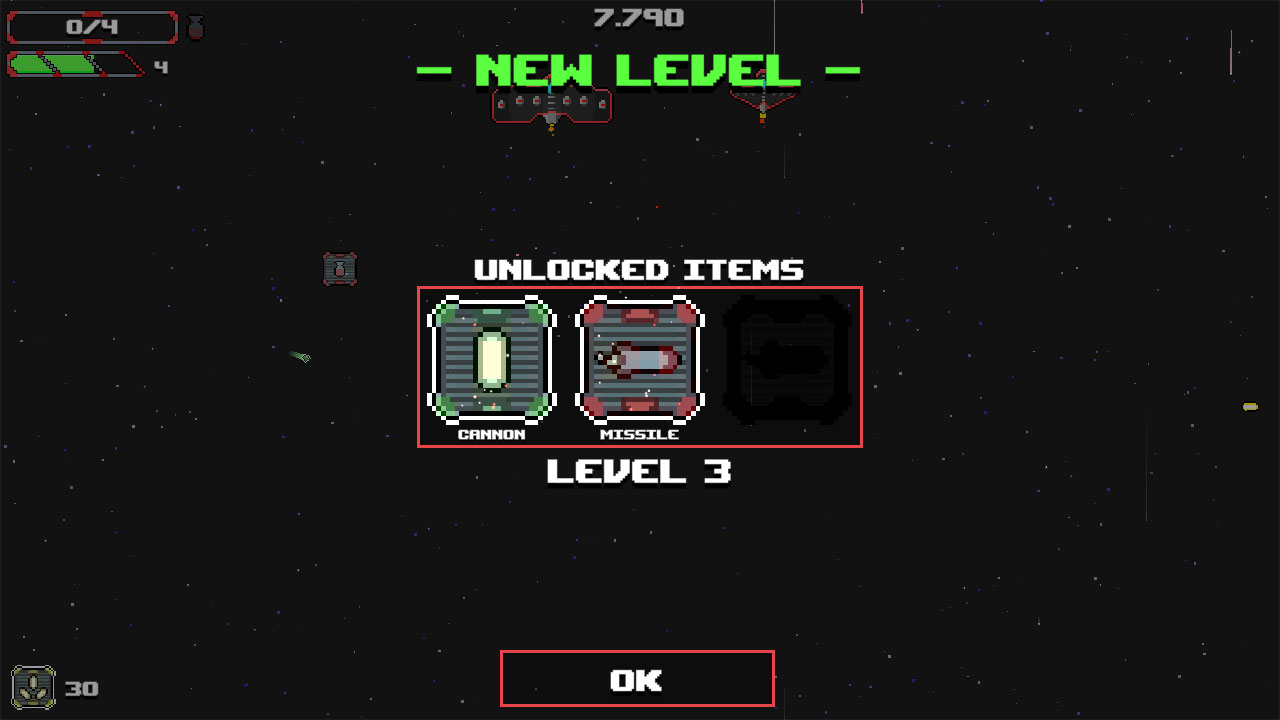 0/4
7.790
4
- NEW LEVEL -
UNLOCKED ITEMS
CANNON MISSILE
LEVEL 3
OK
30